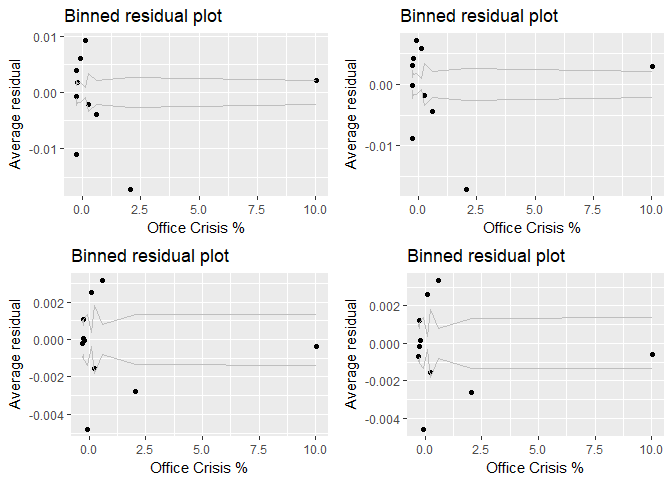 Binned residual plot
Average residual
0.01
0.00
-0.01
0.0 2.5 5.0 7.5 10.0
Office Crisis %
Binned residual plot
Average residual
0.00
-0.01
0.0 2.5 5.0 7.5 10.0
Office Crisis %
Binned residual plot
Average residual
0.002
0.000
-0.002
-0.004
0.0 2.5 5.0 7.5 10.0
Office Crisis %
Binned residual plot
Average residual
0.002
0.000
-0.002
-0.004
0.0 2.5 5.0 7.5 10.0
Office Crisis %